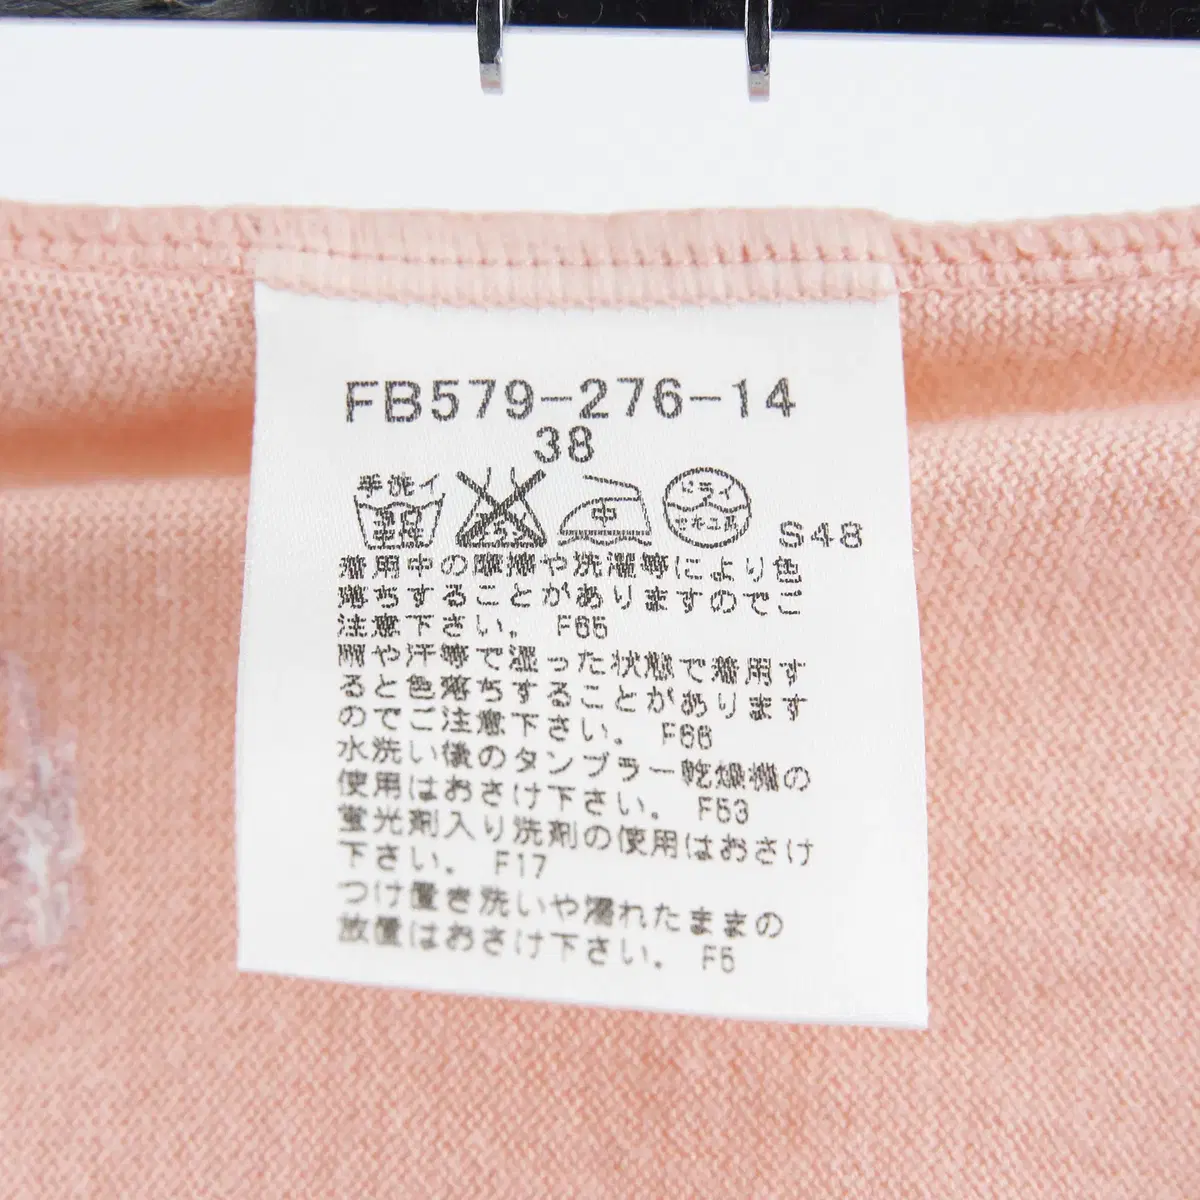 FB579-276-14
38
手洗イ
中
ドライ
セキユ系
S48
着用中の摩擦や洗濯等により色
落ちすることがありますのでご
注意下さい。 F65
雨や汗等で湿った状態で着用す
ると色落ちすることがあります
のでご注意下さい。 F66
水洗い後のタンブラー乾燥機の
使用はおさけ下さい。 F53
蛍光剤入り洗剤の使用はおさけ
下さい。 F17
つけ置き洗いや濡れたままの
放置はおさけ下さい。 F5